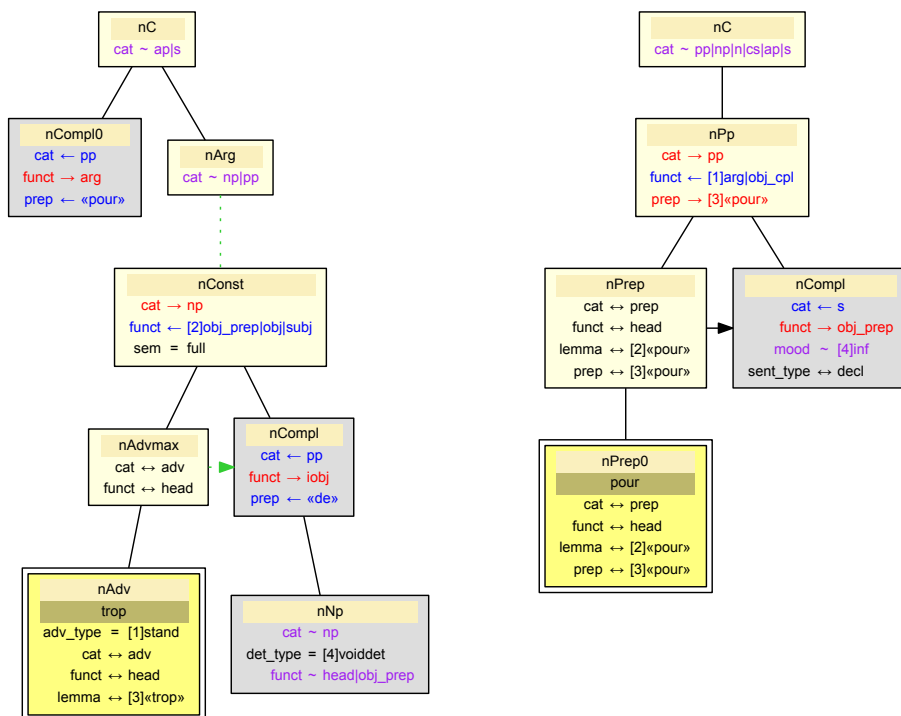 nC
cat ~ ap|s
nCompl0
cat ← pp
funct → arg
prep ← «pour»
nArg
cat ~ np|pp
nConst
cat → np
funct ← [2]obj_prep|obj|subj
sem = full
nAdvmax
cat ↔ adv
funct ↔ head
nCompl
cat ← pp
funct → iobj
prep ← «de»
nAdv
trop
adv_type = [1]stand
cat ↔ adv
funct ↔ head
lemma ↔ [3]«trop»
nNp
cat ~ np
det_type = [4]voiddet
funct ~ head|obj_prep
nC
cat ~ pp|np|n|cs|ap|s
nPp
cat → pp
funct ← [1]arg|obj_cpl
prep → [3]«pour»
nPrep
cat ↔ prep
funct ↔ head
lemma ↔ [2]«pour»
prep ↔ [3]«pour»
nCompl
cat ← s
funct → obj_prep
mood ~ [4]inf
sent_type ↔ decl
nPrep0
pour
cat ↔ prep
funct ↔ head
lemma ↔ [2]«pour»
prep ↔ [3]«pour»